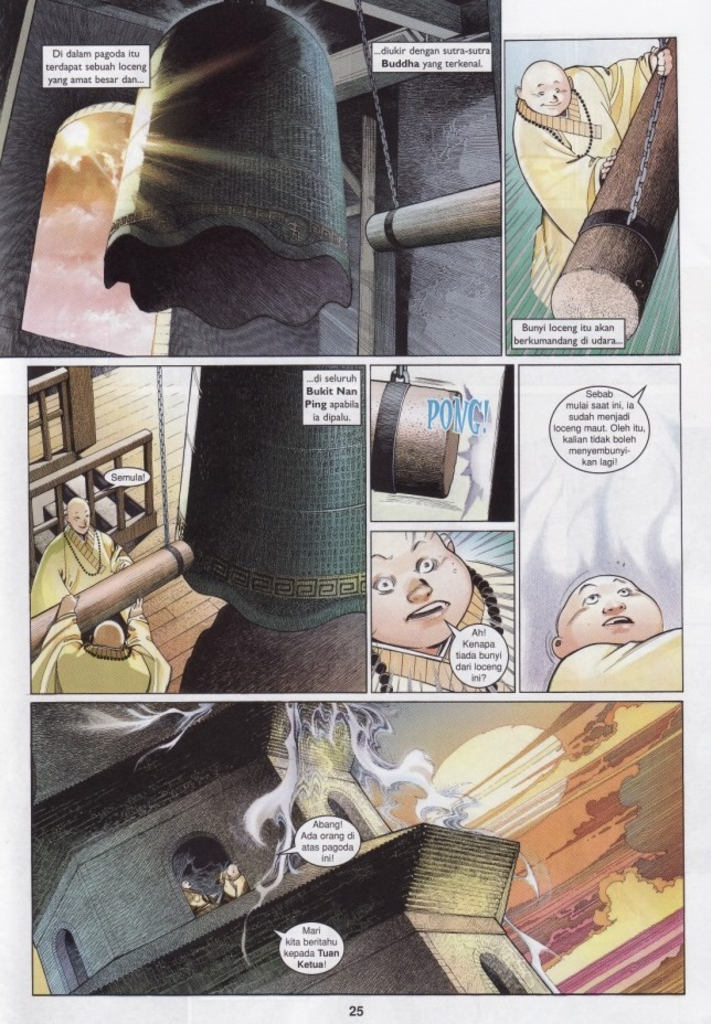 Di dalam pagoda itu
terdapat sebuah loceng
yang amat besar dan...
...diukir dengan sutra-sutra
Buddha yang terkenal.
Bunyi loceng itu akan
berkumandang di udara...
...di seluruh
Bukit Nan
Ping apabila
ia dipalu.
Semula!
PONG!
Ah!
Kenapa
tiada bunyi
dari loceng
ini?
Sebab
mulai saat ini, ia
sudah menjadi
loceng maut. Oleh itu,
kalian tidak boleh
menyembunyi-
kan lagi!
Abang!
Ada orang di
atas pagoda
ini!
Mari
kita beritahu
kepada Tuan
Ketua!
25